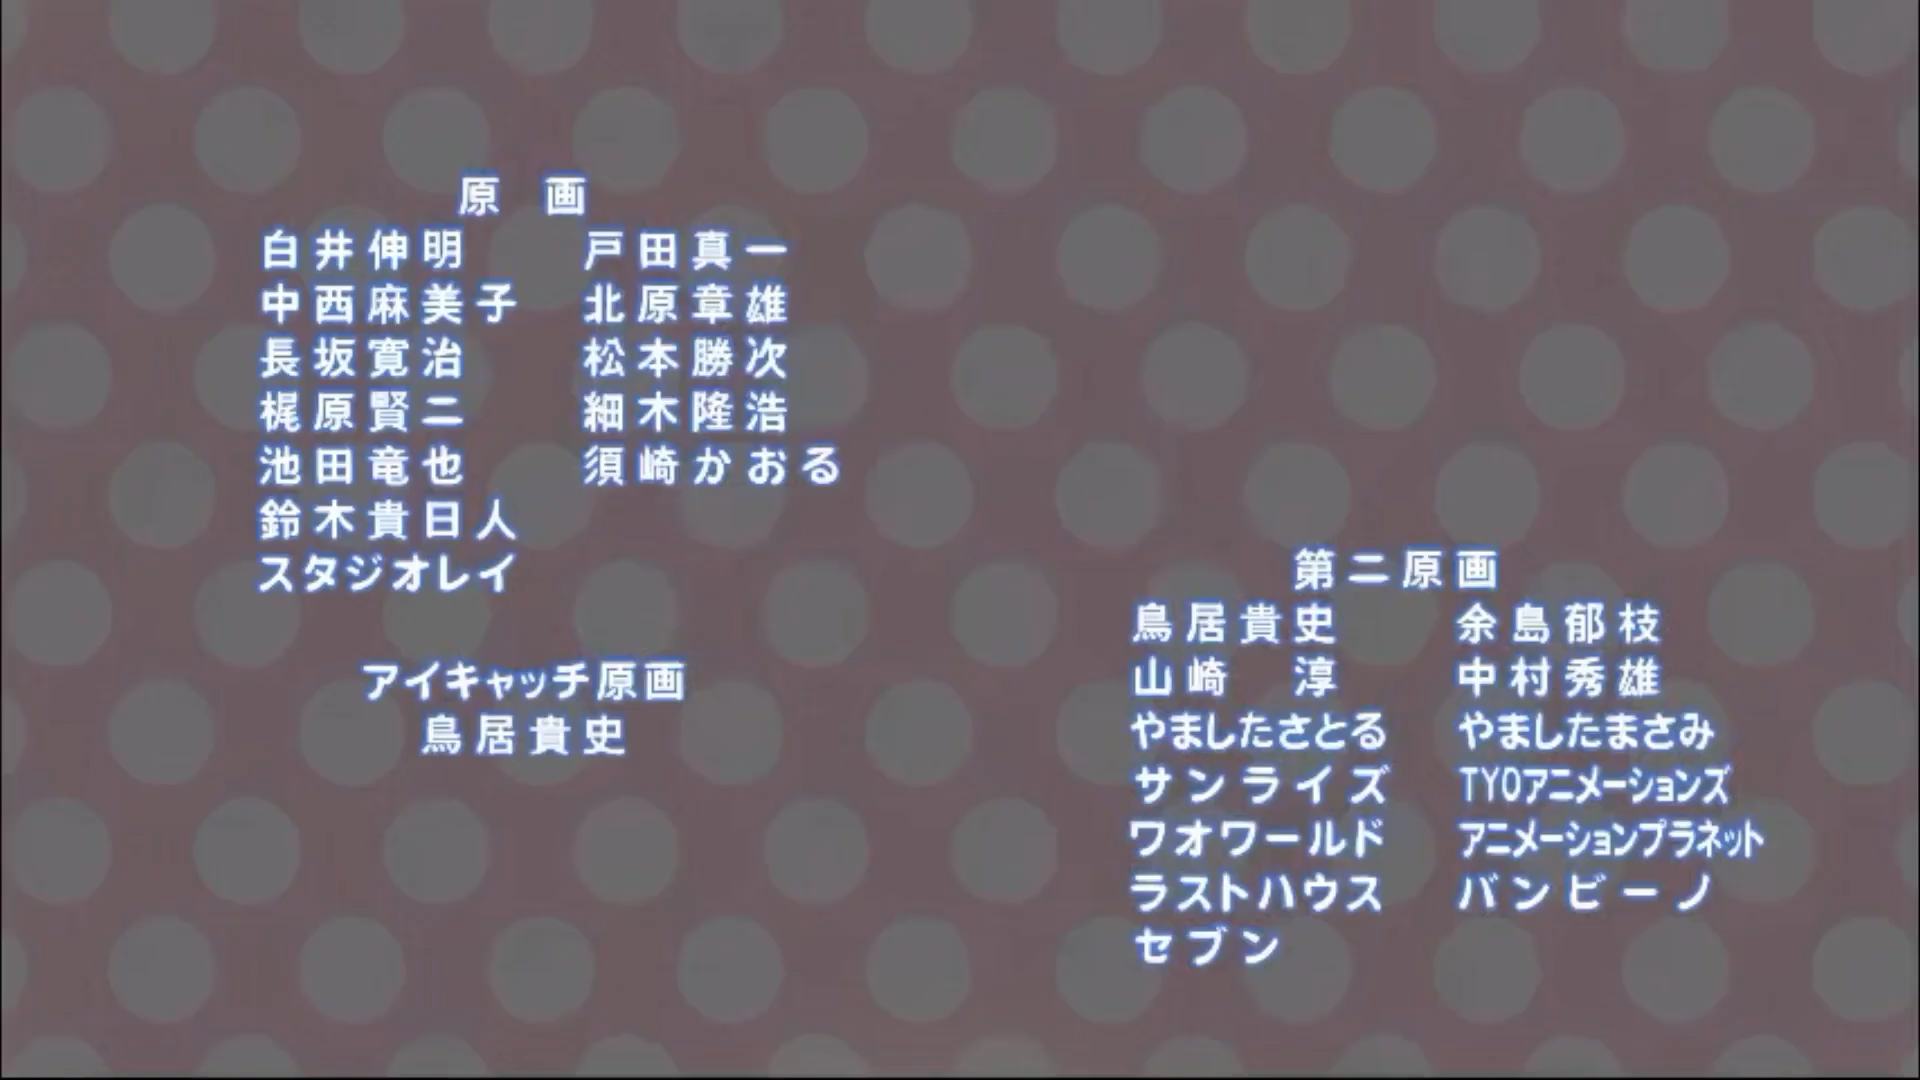 原　画
白井伸明　戸田真一
中西麻美子　北原章雄
長坂寛治　松本勝次
梶原賢二　細木隆浩
池田竜也　須崎かおる
鈴木貴日人
スタジオレイ
アイキャッチ原画
鳥居貴史
第二原画
鳥居貴史　余島郁枝
山崎　淳　中村秀雄
やましたさとる　やましたまさみ
サンライズ　TYOアニメーションズ
ワオワールド　アニメーションプラネット
ラストハウス　バンビーノ
セブン